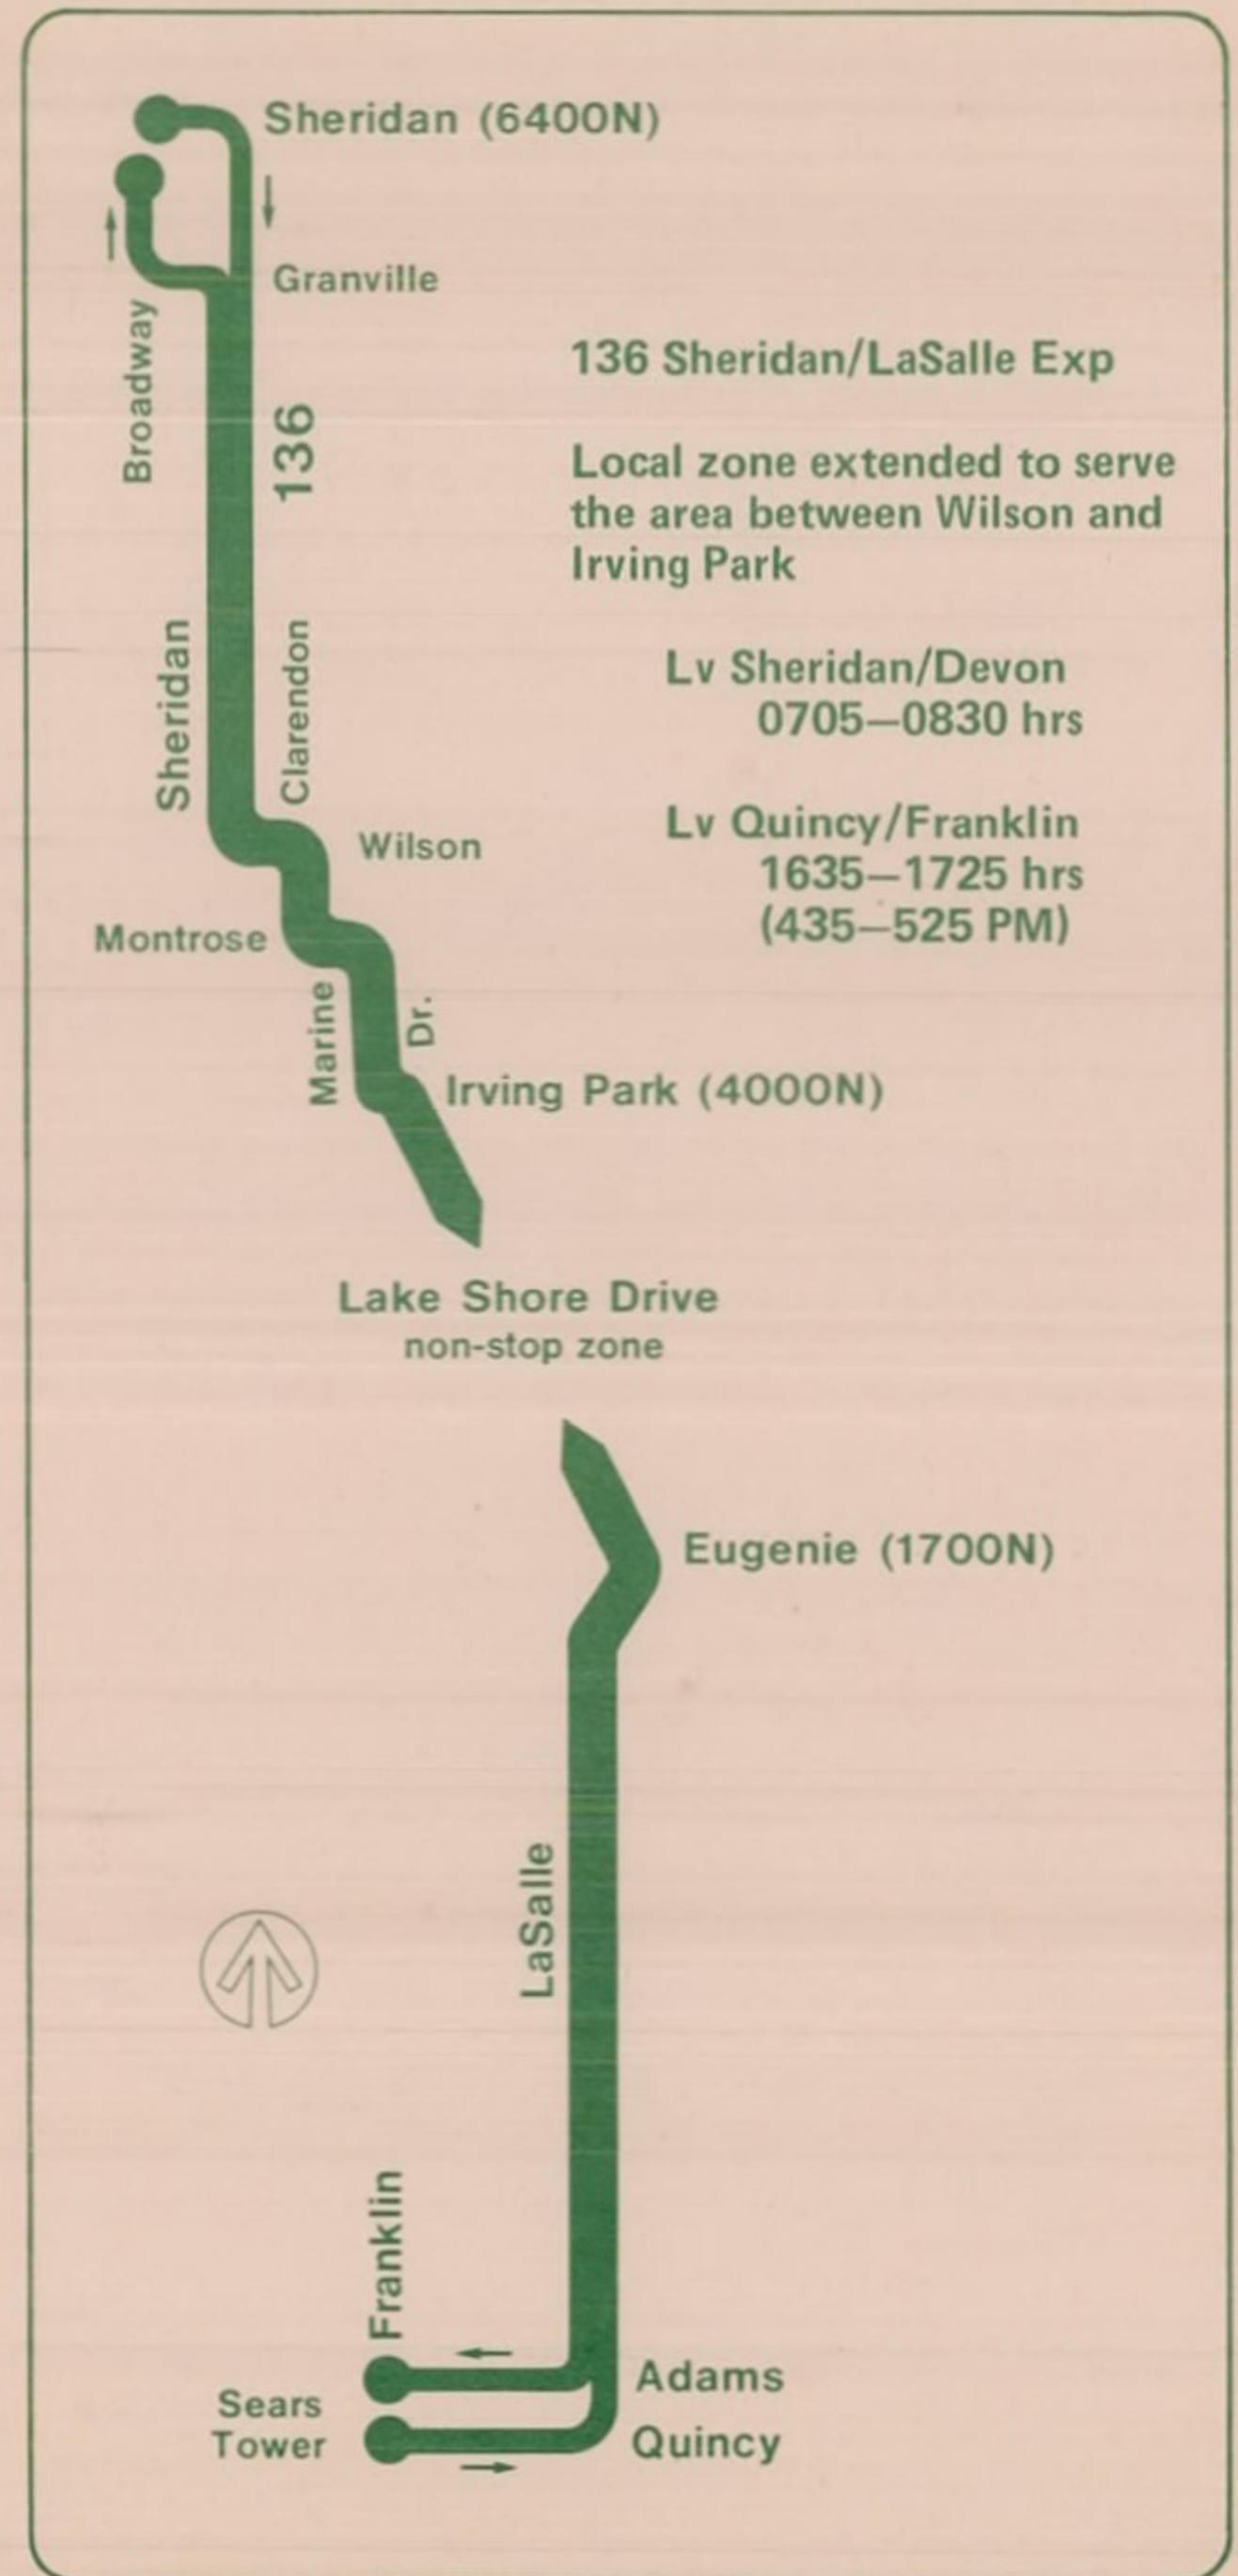 Sheridan (6400N)
Granville
Broadway
136
136 Sheridan/LaSalle Exp
Local zone extended to serve
the area between Wilson and
Irving Park
Sheridan
Clarendon
Lv Sheridan/Devon
0705—0830 hrs
Lv Quincy/Franklin
1635—1725 hrs
(435—525 PM)
Wilson
Montrose
Marine Dr.
Irving Park (4000N)
Lake Shore Drive
non-stop zone
Eugenie (1700N)
LaSalle
Franklin
Adams
Sears
Tower
Quincy